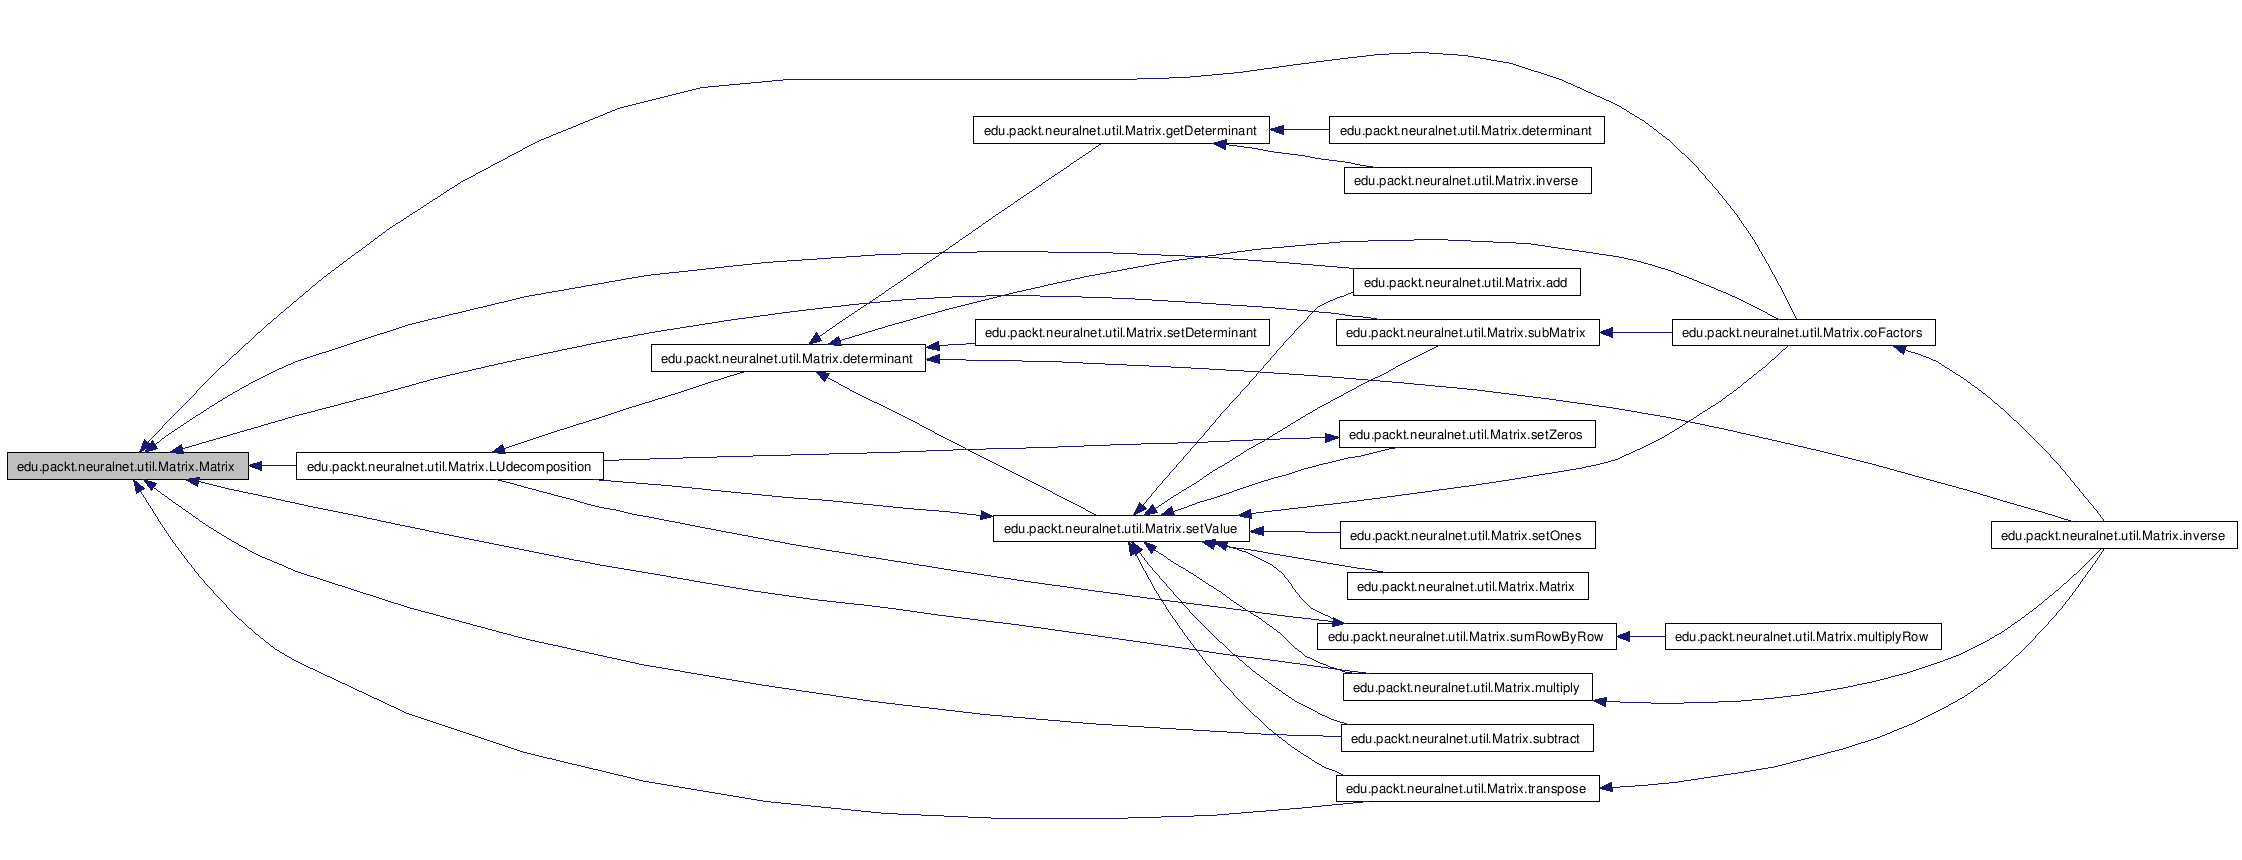 edu.packt.neuralnet.util.Matrix.getDeterminant
edu.packt.neuralnet.util.Matrix.determinant
edu.packt.neuralnet.util.Matrix.inverse
edu.packt.neuralnet.util.Matrix.add
edu.packt.neuralnet.util.Matrix.setDeterminant
edu.packt.neuralnet.util.Matrix.subMatrix
edu.packt.neuralnet.util.Matrix.coFactors
edu.packt.neuralnet.util.Matrix.determinant
edu.packt.neuralnet.util.Matrix.setZeros
edu.packt.neuralnet.util.Matrix.Matrix
edu.packt.neuralnet.util.Matrix.LUdecomposition
edu.packt.neuralnet.util.Matrix.setValue
edu.packt.neuralnet.util.Matrix.setOnes
edu.packt.neuralnet.util.Matrix.inverse
edu.packt.neuralnet.util.Matrix.Matrix
edu.packt.neuralnet.util.Matrix.sumRowByRow
edu.packt.neuralnet.util.Matrix.multiplyRow
edu.packt.neuralnet.util.Matrix.multiply
edu.packt.neuralnet.util.Matrix.subtract
edu.packt.neuralnet.util.Matrix.transpose